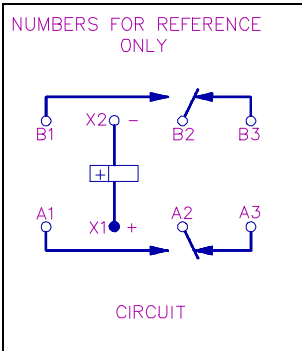 NUMBERS FOR REFERENCE
ONLY
X2 -
B1 B2 B3
+
A1 A2 A3
X1 +
CIRCUIT